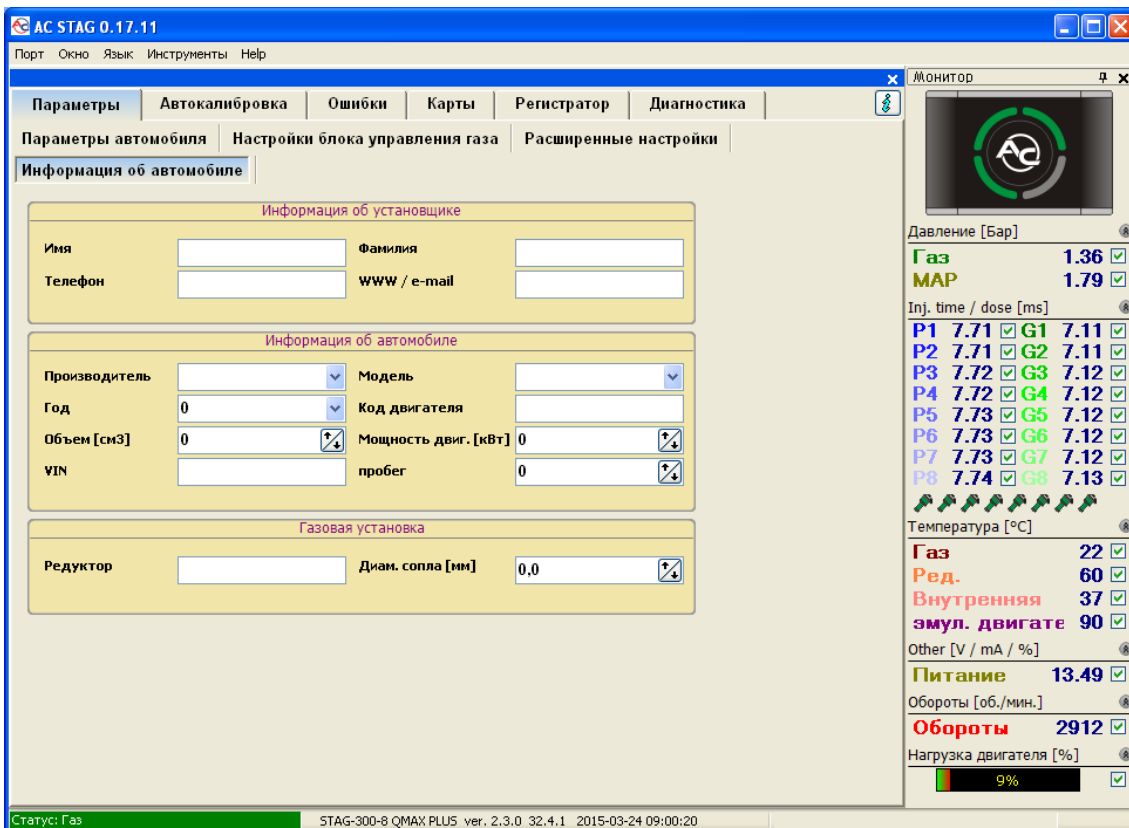 AC STAG 0.17.11
Порт Окно Язык Инструменты Help
Параметры Автокалибровка Ошибки Карты Регистратор Диагностика
Параметры автомобиля Настройки блока управления газа Расширенные настройки
Информация об автомобиле
Информация об установщике
Имя Фамилия
Телефон WWW / e-mail
Информация об автомобиле
Производитель Модель
Год 0 Код двигателя
Объем [см3] 0 Мощность двиг. [кВт] 0
VIN пробег 0
Газовая установка
Редуктор Диам. сопла [мм] 0,0
Монитор
Давление [Бар]
Газ 1.36
MAP 1.79
Inj. time / dose [ms]
P1 7.71 G1 7.11
P2 7.71 G2 7.11
P3 7.72 G3 7.12
P4 7.72 G4 7.12
P5 7.73 G5 7.12
P6 7.73 G6 7.12
P7 7.73 G7 7.12
P8 7.74 G8 7.13
Температура [°C]
Газ 22
Ред. 60
Внутренняя 37
эмул. двигате 90
Other [V / mA / %]
Питание 13.49
Обороты [об./мин.]
Обороты 2912
Нагрузка двигателя [%]
9%
Статус: Газ STAG-300-8 QMAX PLUS ver. 2.3.0 32.4.1 2015-03-24 09:00:20